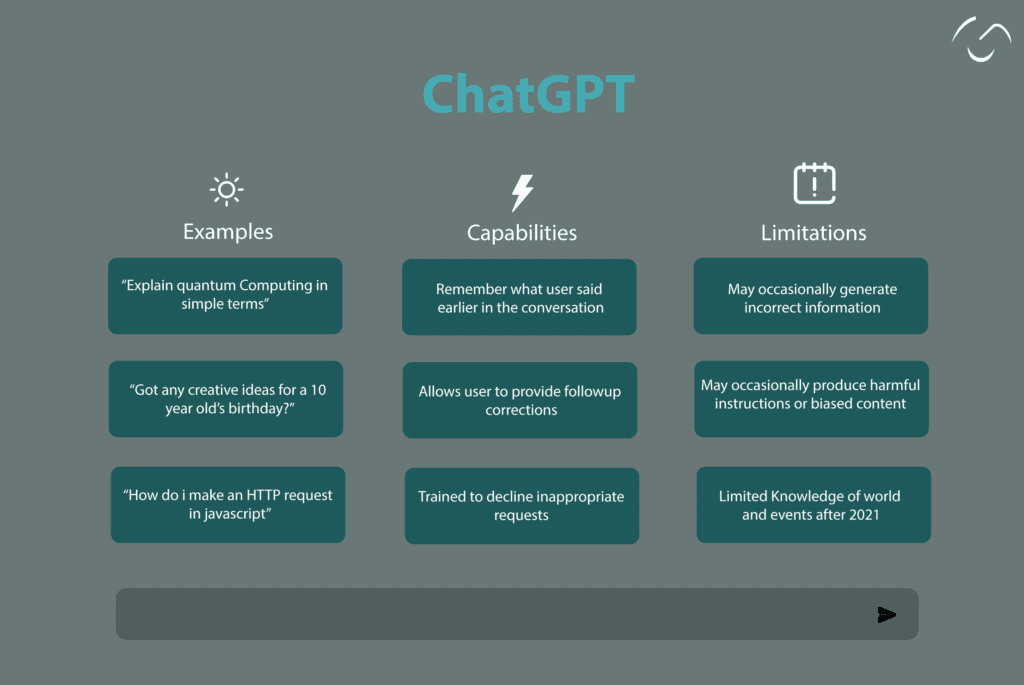 ChatGPT
Examples
“Explain quantum Computing in
simple terms”
“Got any creative ideas for a 10
year old’s birthday?”
“How do i make an HTTP request
in javascript”
Capabilities
Remember what user said
earlier in the conversation
Allows user to provide followup
corrections
Trained to decline inappropriate
requests
Limitations
May occasionally generate
incorrect information
May occasionally produce harmful
instructions or biased content
Limited Knowledge of world
and events after 2021